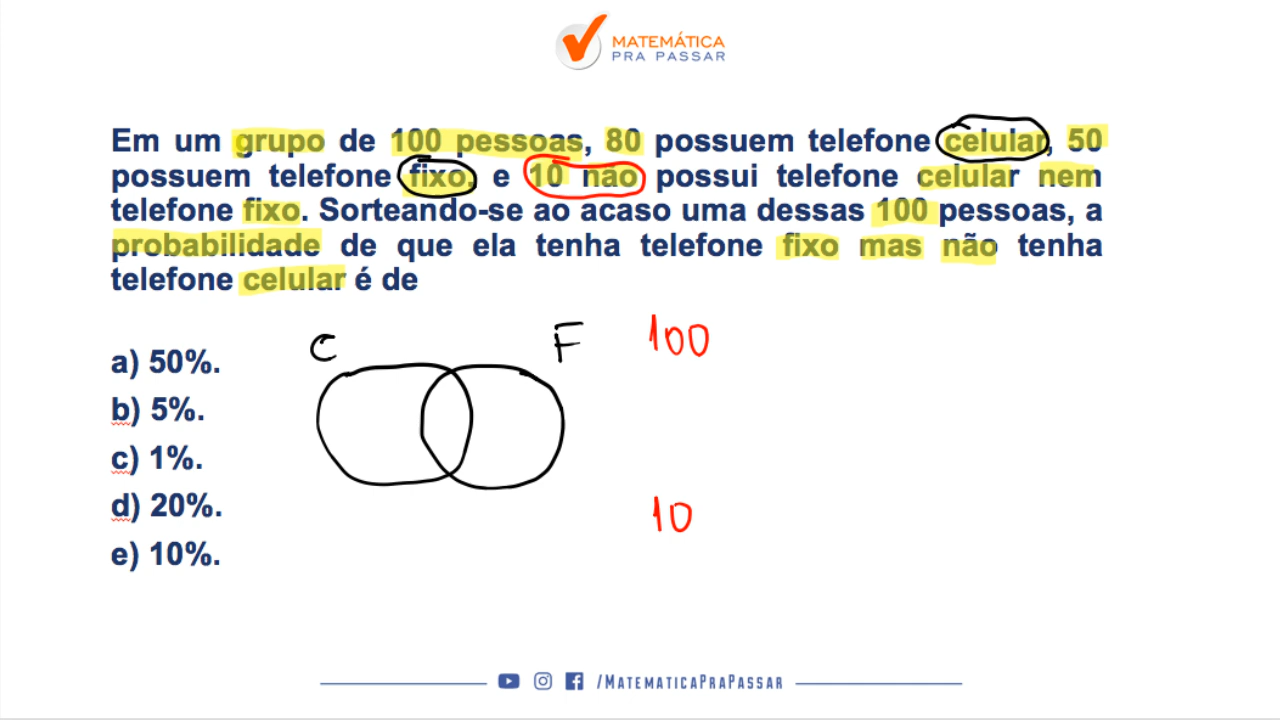 MATEMÁTICA
PRA PASSAR
Em um grupo de 100 pessoas, 80 possuem telefone celular, 50
possuem telefone fixo, e 10 não possui telefone celular nem
telefone fixo. Sorteando-se ao acaso uma dessas 100 pessoas, a
probabilidade de que ela tenha telefone fixo mas não tenha
telefone celular é de
C F 100
a) 50%.
b) 5%.
c) 1%.
d) 20%.
10
e) 10%.
/MATEMATICAPRAPASSAR